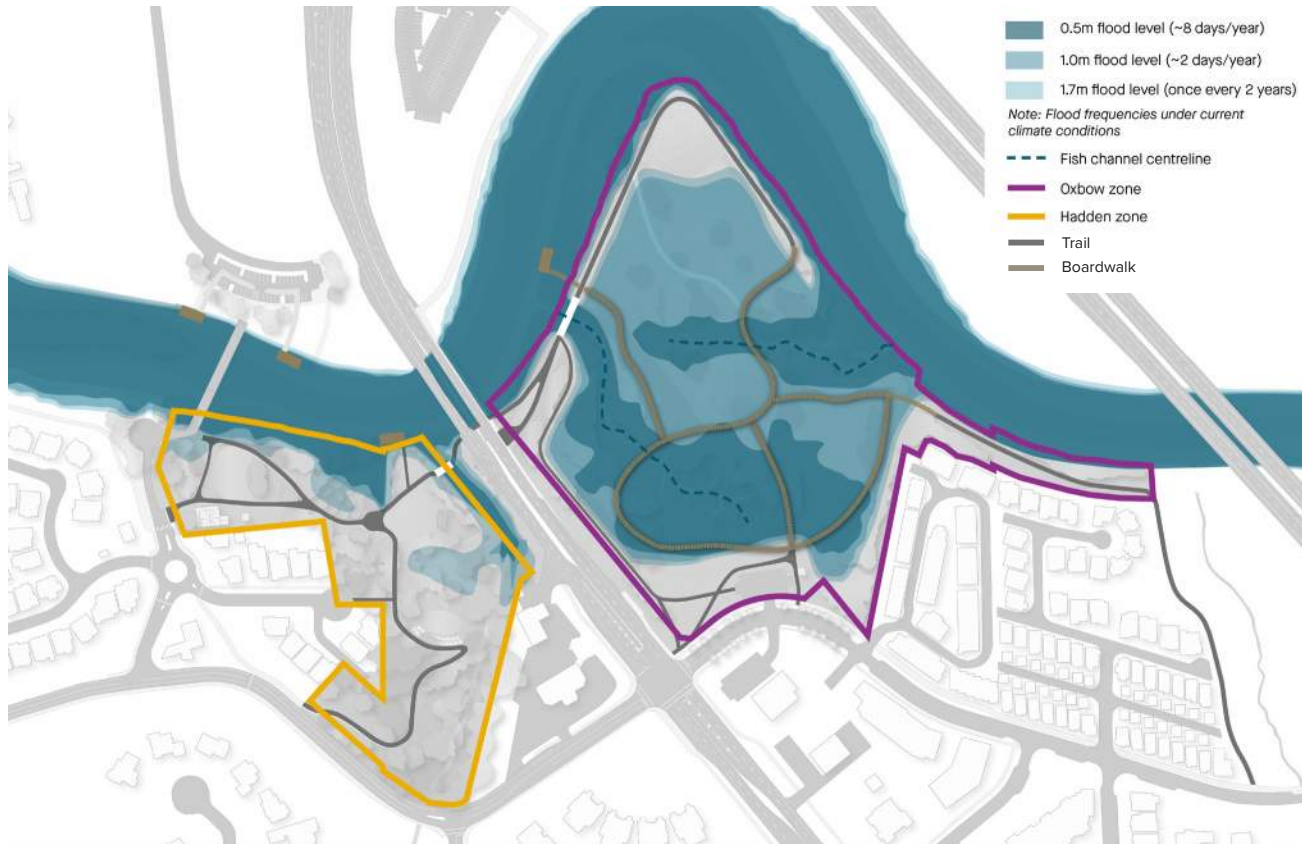 0.5m flood level (~8 days/year)
1.0m flood level (~2 days/year)
1.7m flood level (once every 2 years)
Note: Flood frequencies under current
climate conditions
Fish channel centreline
Oxbow zone
Hadden zone
Trail
Boardwalk